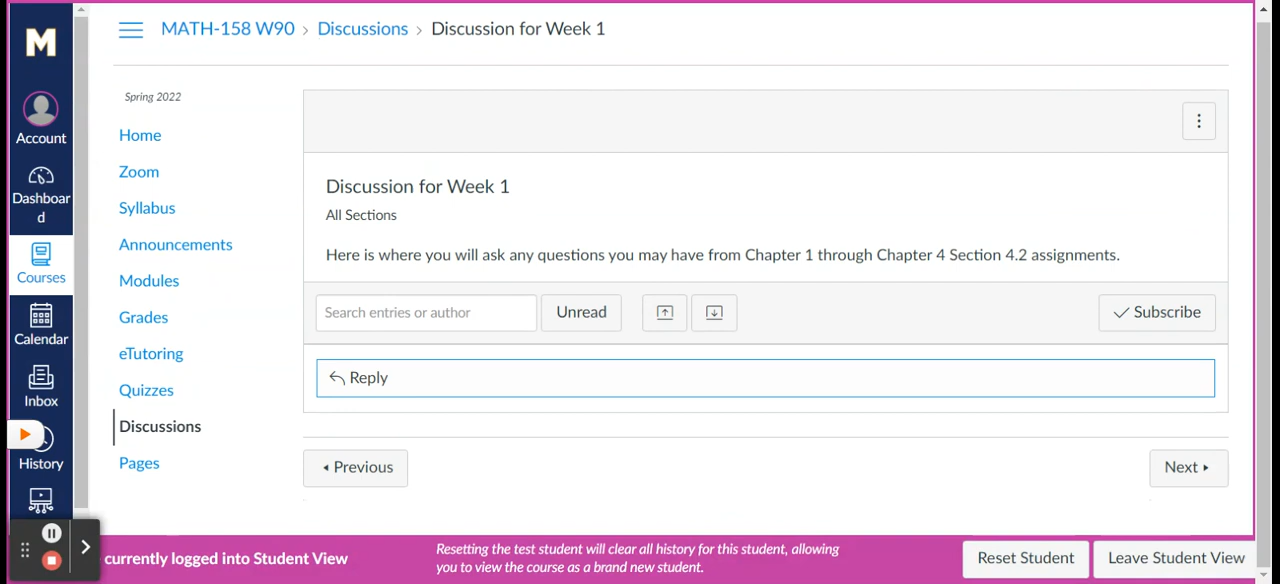 M
MATH-158 W90 › Discussions › Discussion for Week 1
Account
Dashboar
d
Courses
Calendar
Inbox
History
Spring 2022
Home
Zoom
Syllabus
Announcements
Modules
Grades
eTutoring
Quizzes
Discussions
Pages
Discussion for Week 1
All Sections
Here is where you will ask any questions you may have from Chapter 1 through Chapter 4 Section 4.2 assignments.
Search entries or author
Unread
Subscribe
Reply
Previous
Next
currently logged into Student View
Resetting the test student will clear all history for this student, allowing
you to view the course as a brand new student.
Reset Student
Leave Student View